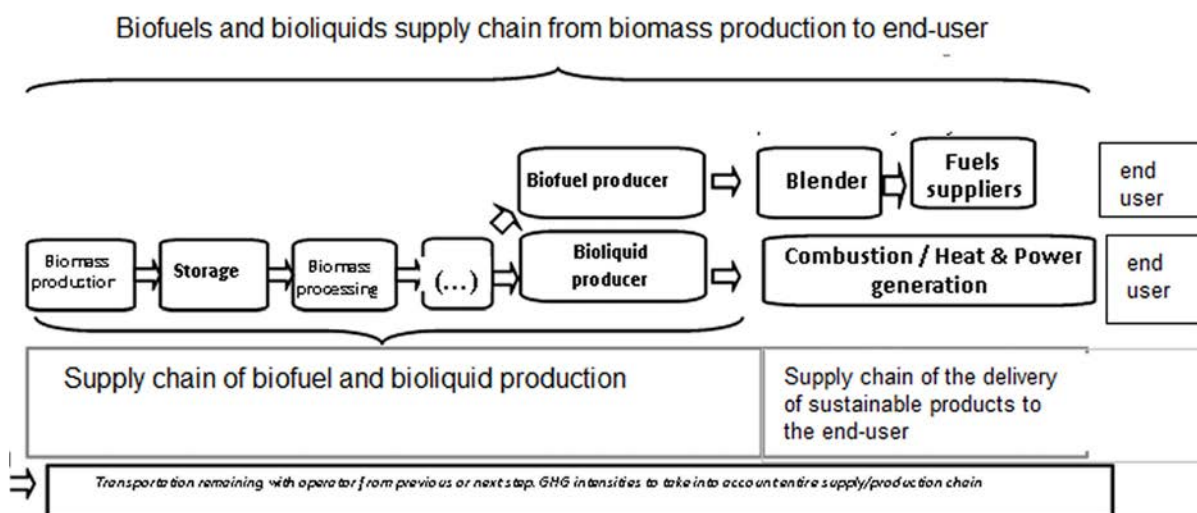 Biofuels and bioliquids supply chain from biomass production to end-user
Biofuel producer
Blender
Fuels
suppliers
end
user
Biomass
production
Storage
Biomass
processing
(...)
Bioliquid
producer
Combustion / Heat & Power
generation
end
user
Supply chain of biofuel and bioliquid production
Supply chain of the delivery
of sustainable products to
the end-user
Transportation remaining with operator from previous or next step. GHG intensities to take into account entire supply/production chain